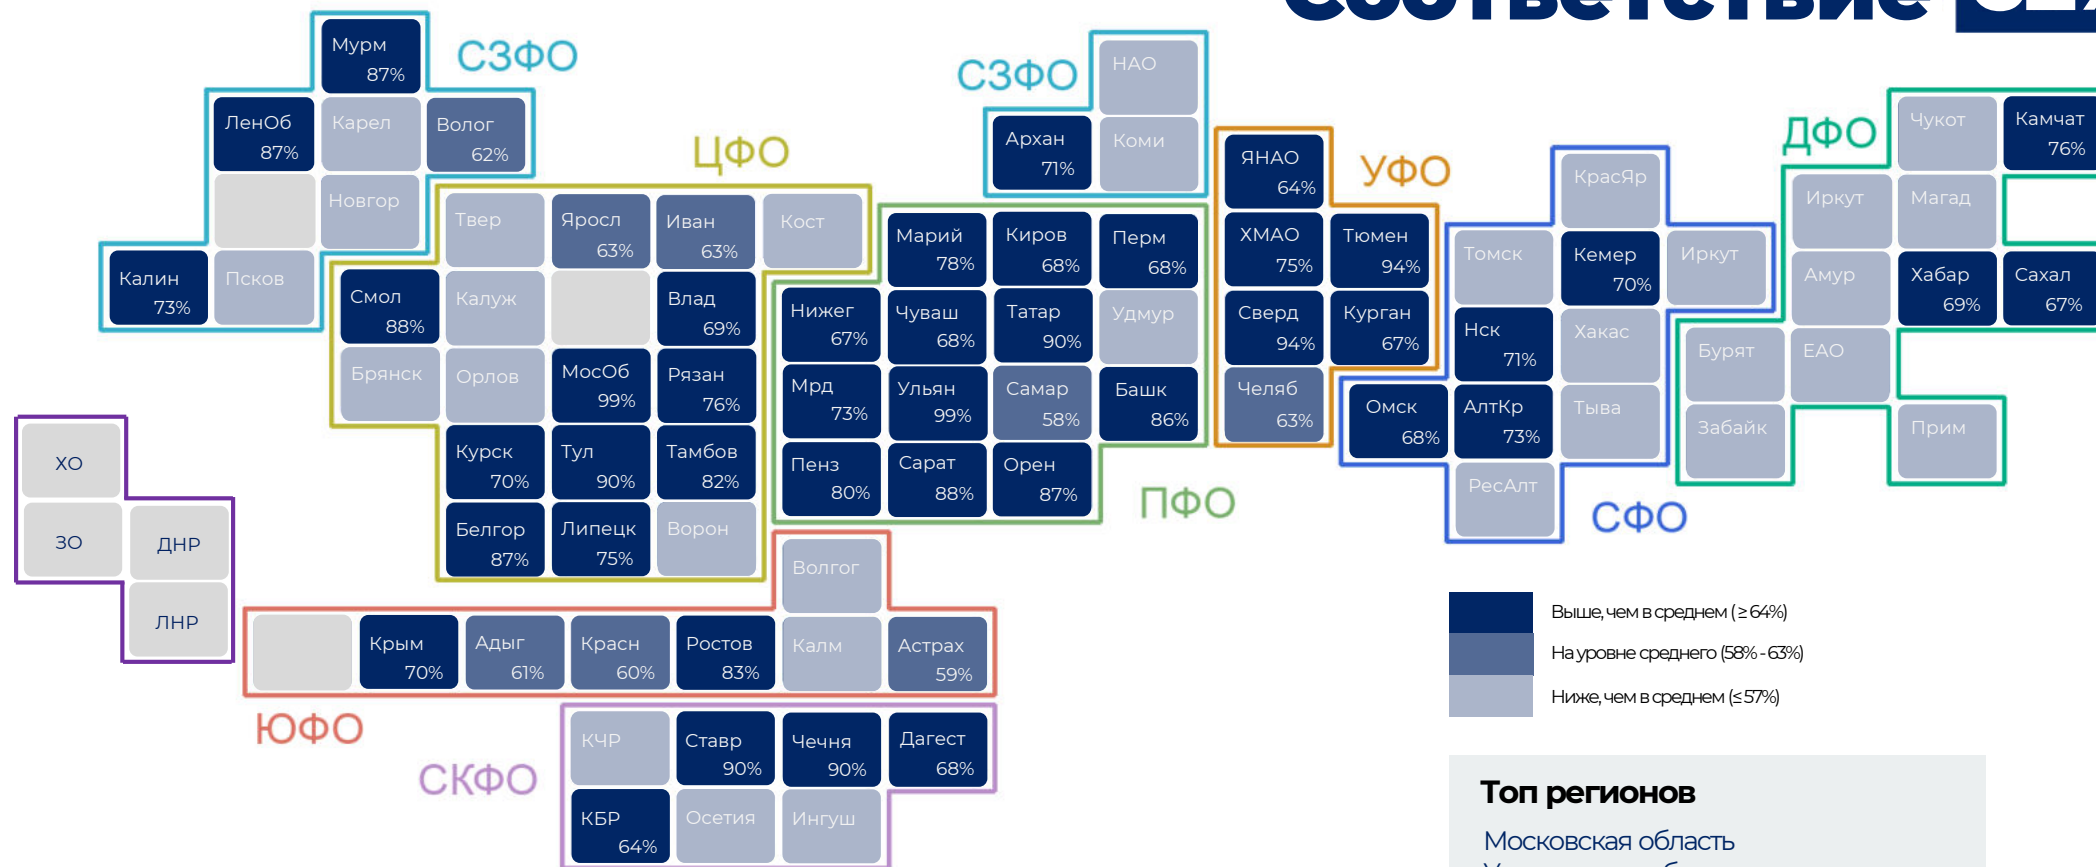 Соответствие
Мурм
87%
СЗФО
ЛенОб
87%
Карел
Волог
62%
Новгор
Калин
73%
Псков
СЗФО
НАО
Архан
71%
Коми
ЦФО
Твер
Яросл
63%
Иван
63%
Кост
Смол
88%
Калуж
Влад
69%
Брянск
Орлов
МосОб
99%
Рязан
76%
Курск
70%
Тул
90%
Тамбов
82%
Белгор
87%
Липецк
75%
Ворон
Марий
78%
Киров
68%
Перм
68%
Нижег
67%
Чуваш
68%
Татар
90%
Удмур
Мрд
73%
Ульян
99%
Самар
58%
Башк
86%
Пенз
80%
Сарат
88%
Орен
87%
ПФО
ЯНАО
64%
УФО
ХМАО
75%
Тюмен
94%
Сверд
94%
Курган
67%
Челяб
63%
КрасЯр
Томск
Кемер
70%
Иркут
Нск
71%
Хакас
Омск
68%
АлтКр
73%
Тыва
РесАлт
СФО
ДФО
Чукот
Камчат
76%
Иркут
Магад
Амур
Хабар
69%
Сахал
67%
Бурят
ЕАО
Забайк
Прим
ХО
ЗО
ДНР
ЛНР
Волгог
Крым
70%
Адыг
61%
Красн
60%
Ростов
83%
Калм
Астрах
59%
ЮФО
КЧР
Ставр
90%
Чечня
90%
Дагест
68%
СКФО
КБР
64%
Осетия
Ингуш
Выше, чем в среднем (≥ 64%)
На уровне среднего (58% - 63%)
Ниже, чем в среднем (≤ 57%)
Топ регионов
Московская область